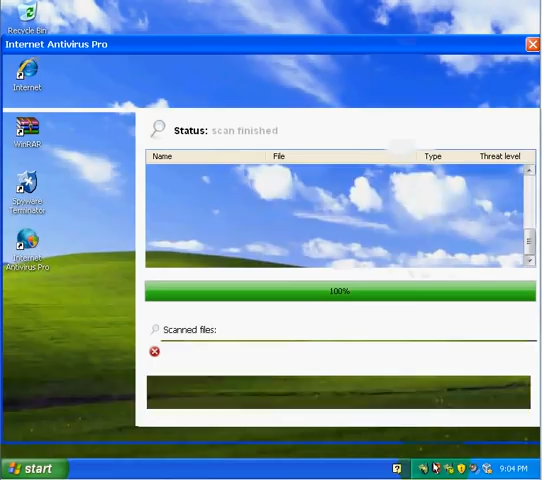 Recycle Bin
Internet Antivirus Pro
Internet
WinRAR
Spyware
Terminator
Internet
Antivirus Pro
Status: scan finished
Name File Type Threat level
100%
Scanned files:
start
9:04 PM